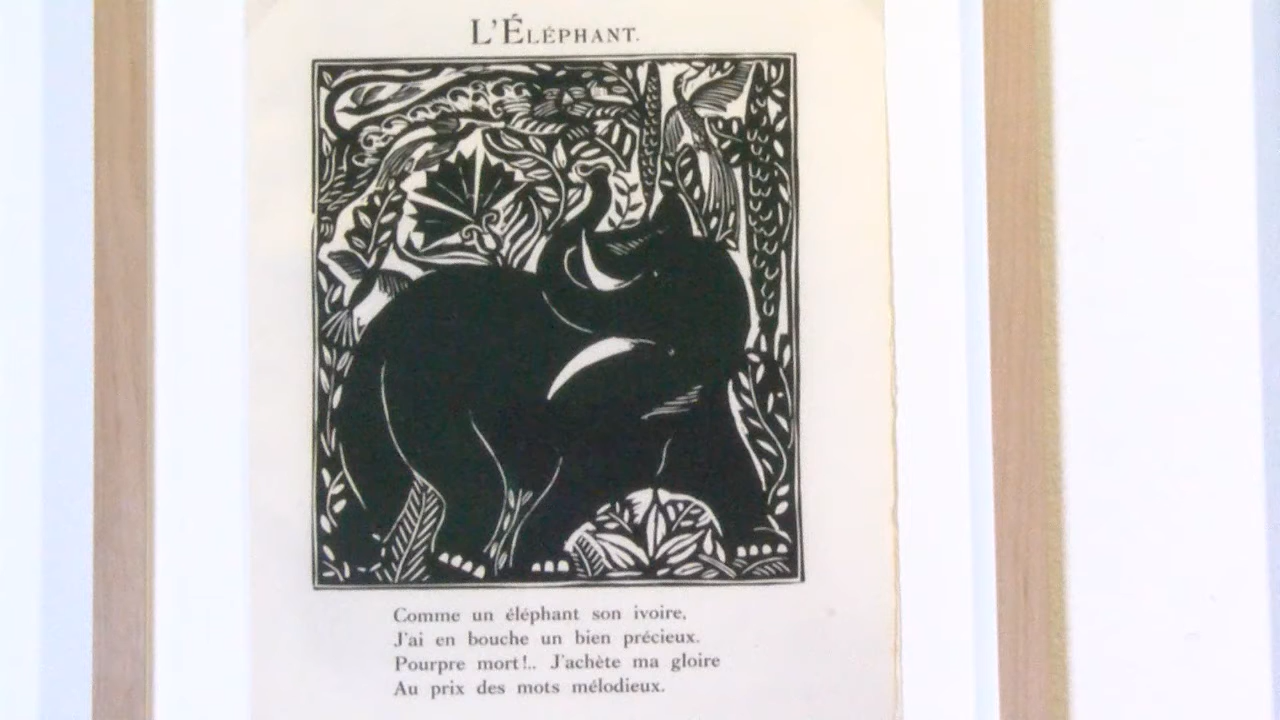 L'ÉLÉPHANT.
Comme un éléphant son ivoire,
J'ai en bouche un bien précieux.
Pourpre mort!.. J'achète ma gloire
Au prix des mots mélodieux.